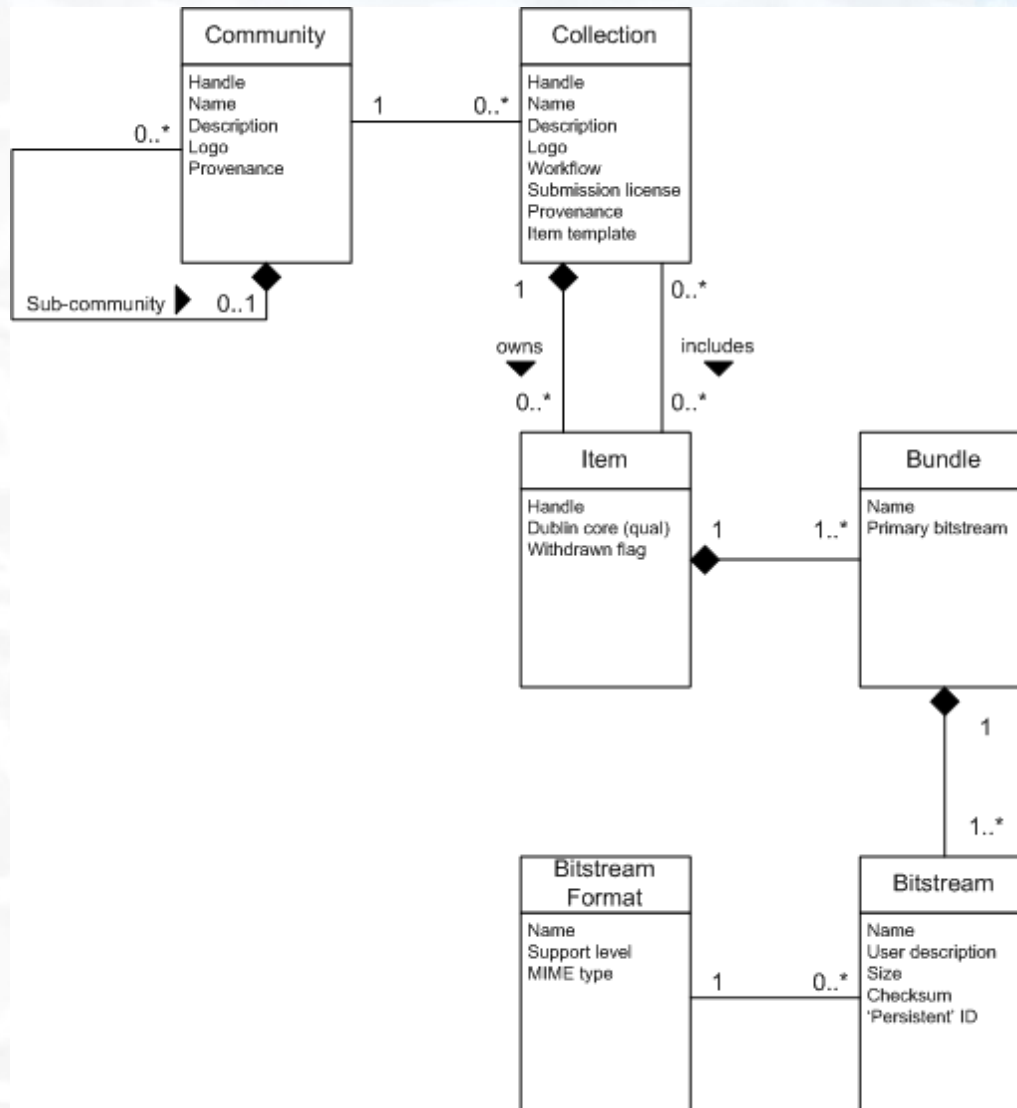 Community
Handle
Name
Description
Logo
Provenance
0..*
Sub-community
0..1
1
0..*
Collection
Handle
Name
Description
Logo
Workflow
Submission license
Provenance
Item template
1
owns
0..*
0..*
includes
0..*
Item
Handle
Dublin core (qual)
Withdrawn flag
1
1..*
Bundle
Name
Primary bitstream
1
1..*
Bitstream
Format
Name
Support level
MIME type
1
0..*
Bitstream
Name
User description
Size
Checksum
'Persistent' ID